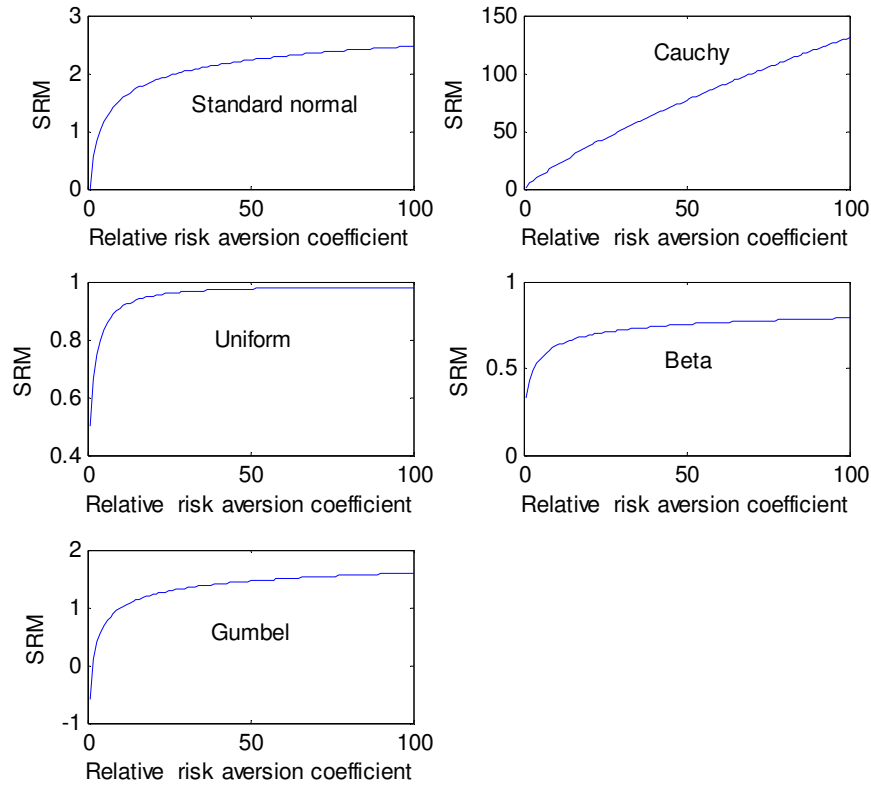 3
2
1
0
SRM
Standard normal
0
50
100
Relative risk aversion coefficient
150
100
50
0
SRM
Cauchy
0
50
100
Relative  risk aversion coefficient
1
0.8
0.6
0.4
SRM
Uniform
0
50
100
Relative  risk aversion coefficient
1
0.5
0
SRM
Beta
0
50
100
Relative  risk aversion coefficient
2
1
0
-1
SRM
Gumbel
0
50
100
Relative  risk aversion coefficient